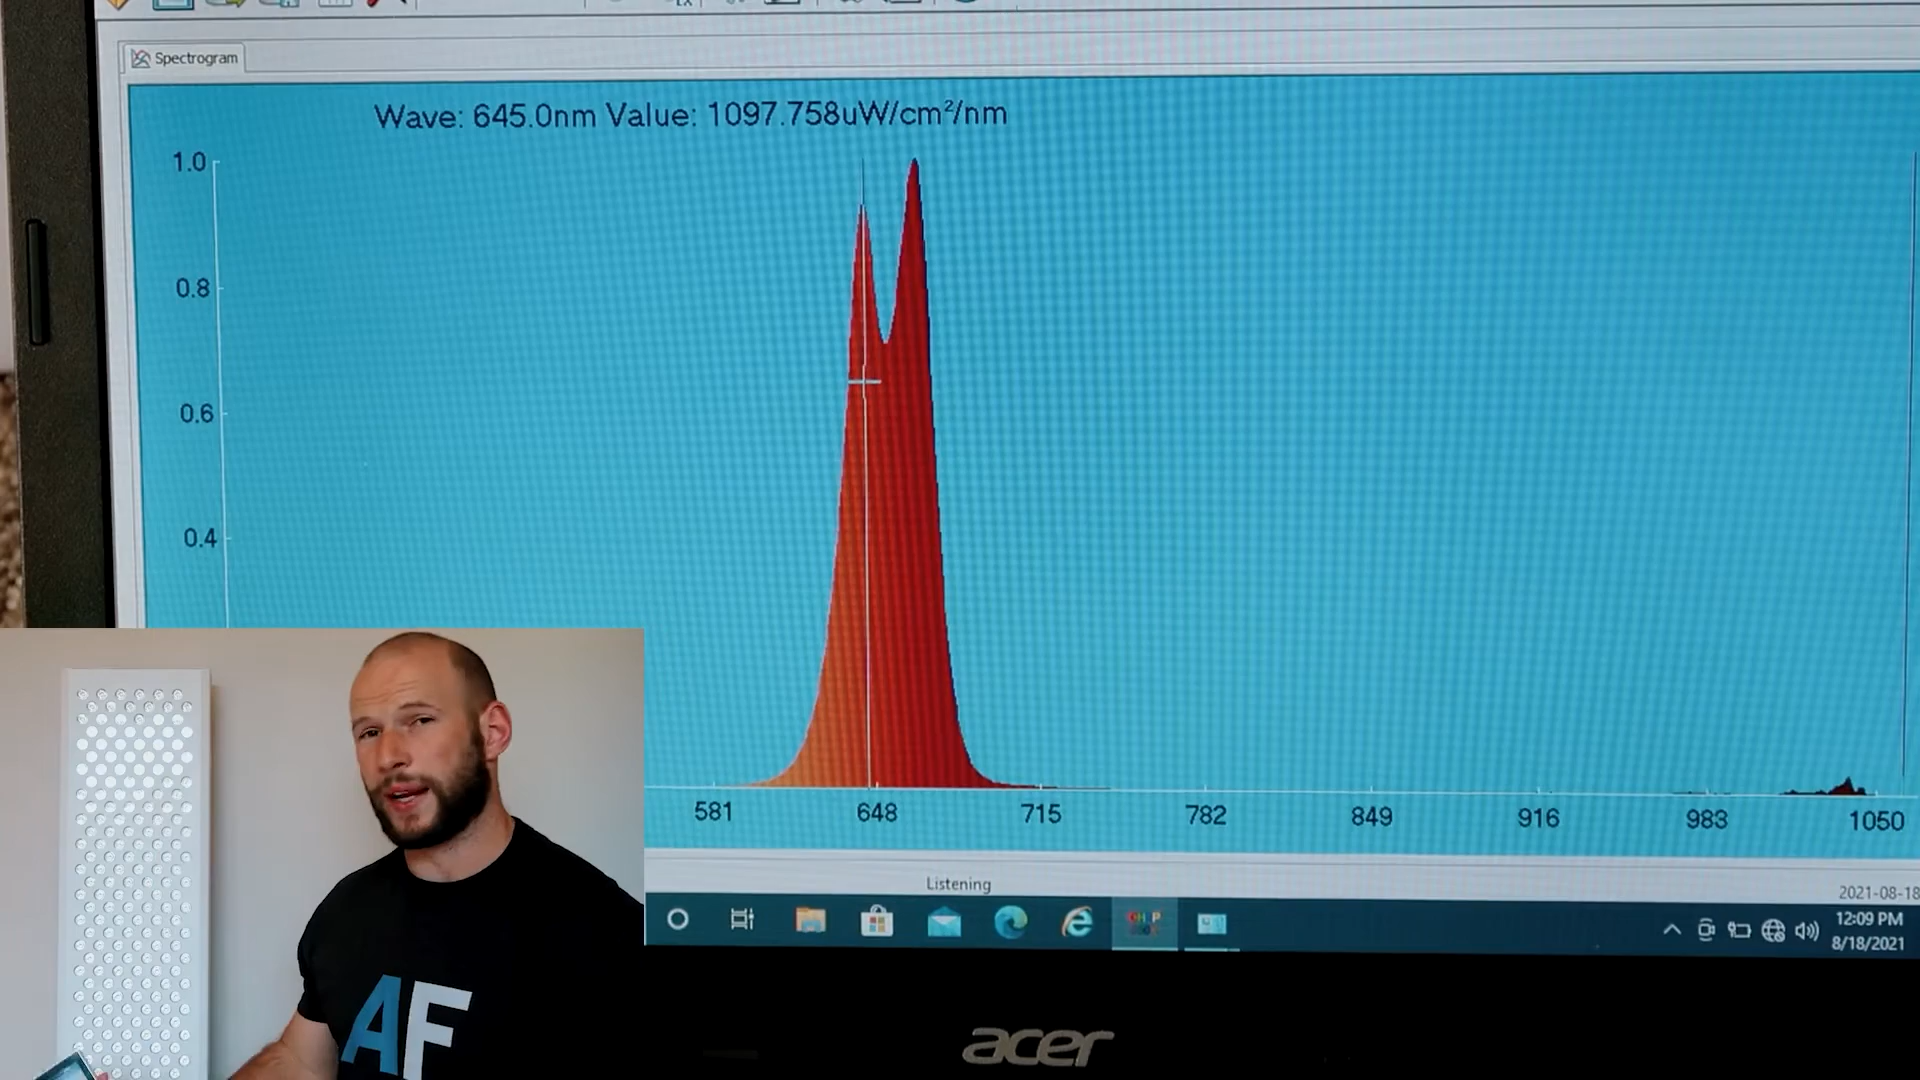 Spectrogram
Wave: 645.0nm Value: 1097.758uW/cm²/nm
1.0
0.8
0.6
0.4
581 648 715 782 849 916 983 1050
Listening
2021-08-18
12:09 PM
8/18/2021
AF
acer